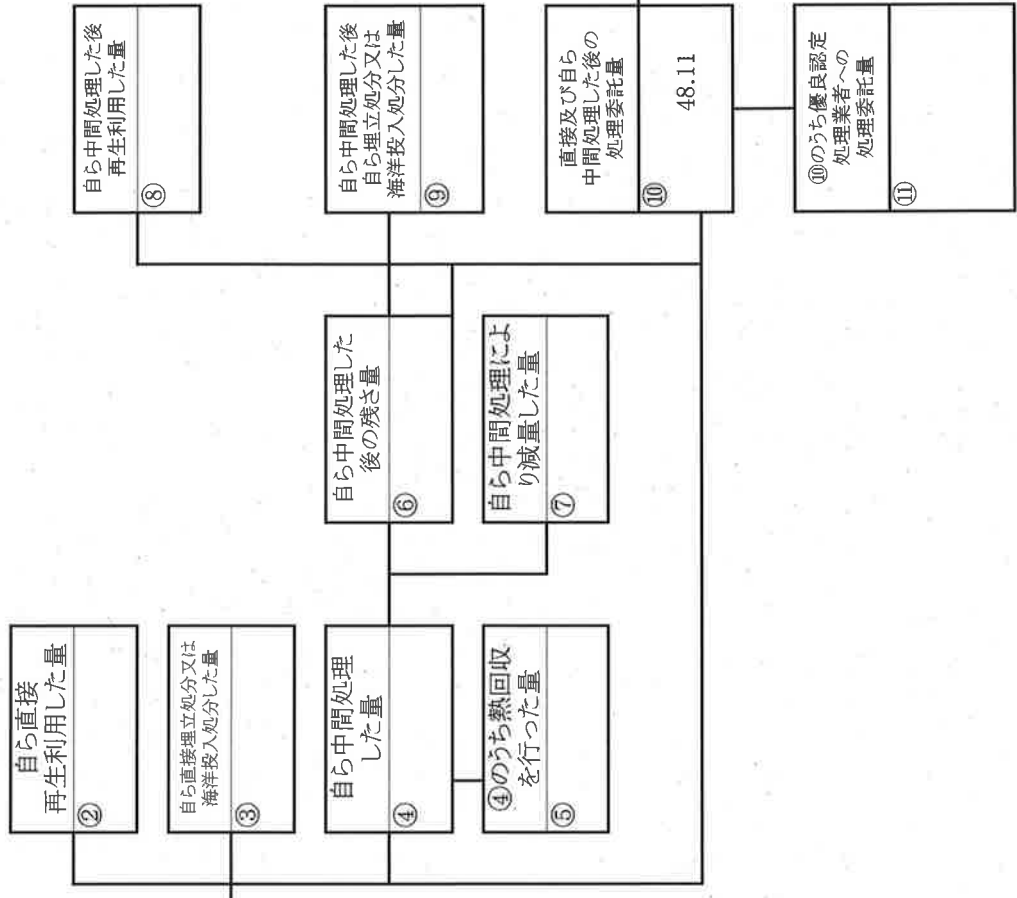 自ら直接
再生利用した量
②
自ら直接埋立処分又は
海洋投入処分した量
③
自ら中間処理
した量
④
④のうち熱回収
を行った量
⑤
自ら中間処理した
後の残さ量
⑥
自ら中間処理によ
り減量した量
⑦
自ら中間処理した後
再生利用した量
⑧
自ら中間処理した後
自ら埋立処分又は
海洋投入処分した量
⑨
直接及び自ら
中間処理した後の
処理委託量
⑩
48.11
⑩のうち優良認定
処理業者への
処理委託量
⑪